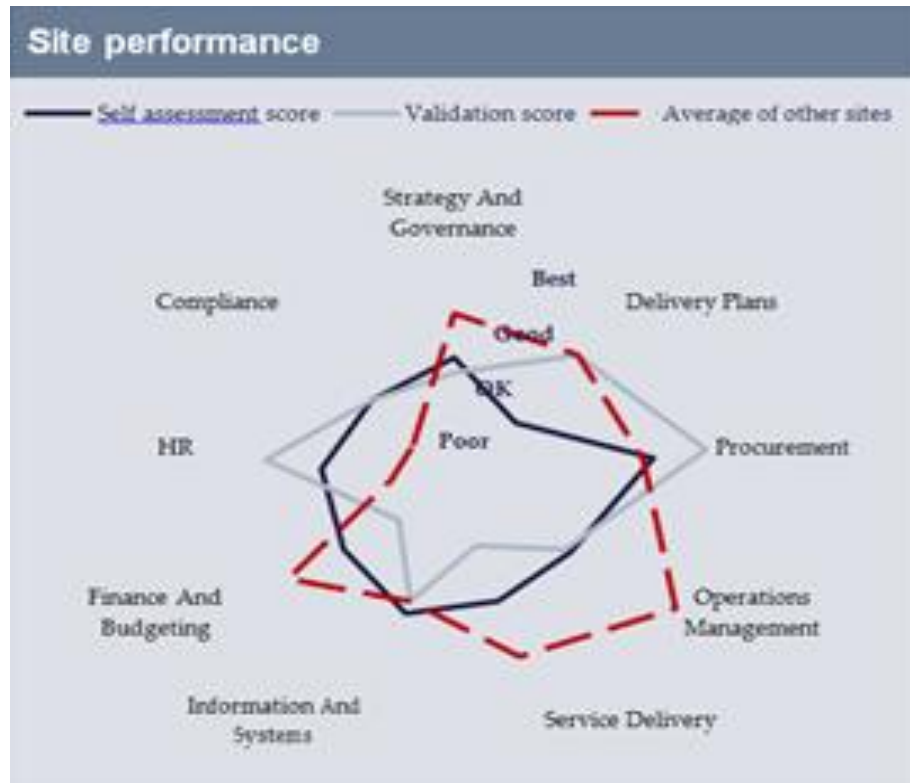 Site performance
Self assessment score
Validation score
Average of other sites
Strategy And
Governance
Best
Compliance
Delivery Plans
Good
OK
Poor
HR
Procurement
Finance And
Budgeting
Operations
Management
Information And
Systems
Service Delivery